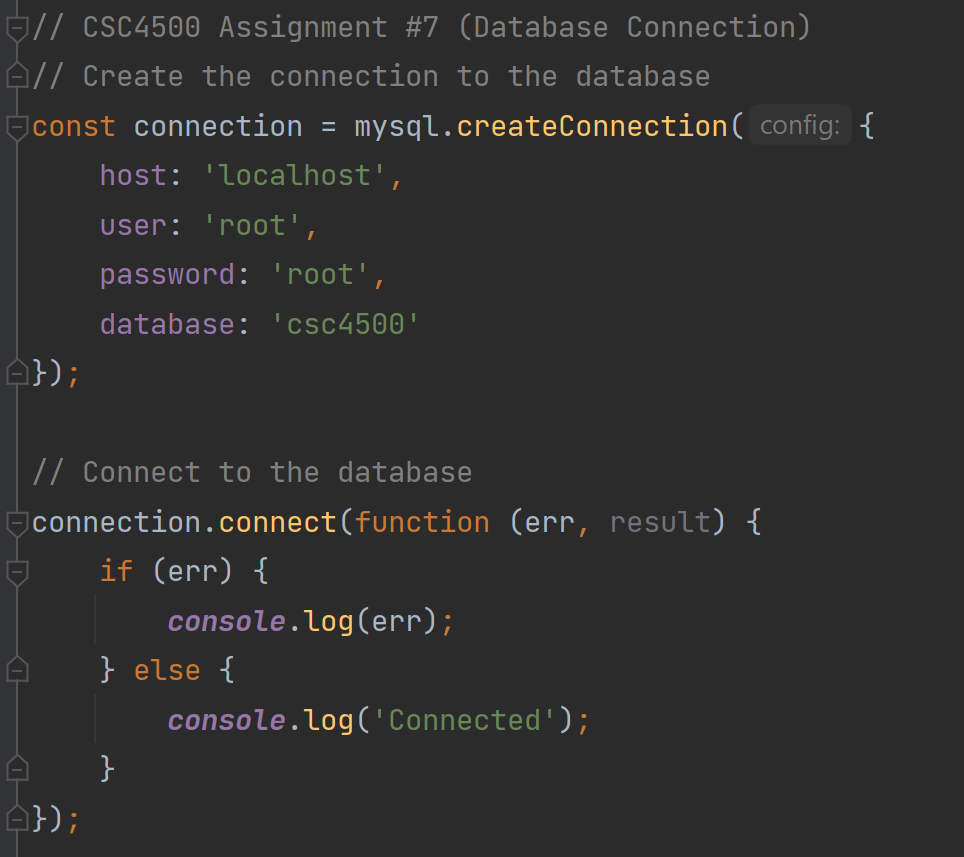 // CSC4500 Assignment #7 (Database Connection)
// Create the connection to the database
const connection = mysql.createConnection( config: {
    host: 'localhost',
    user: 'root',
    password: 'root',
    database: 'csc4500'
});

// Connect to the database
connection.connect(function (err, result) {
    if (err) {
        console.log(err);
    } else {
        console.log('Connected');
    }
});